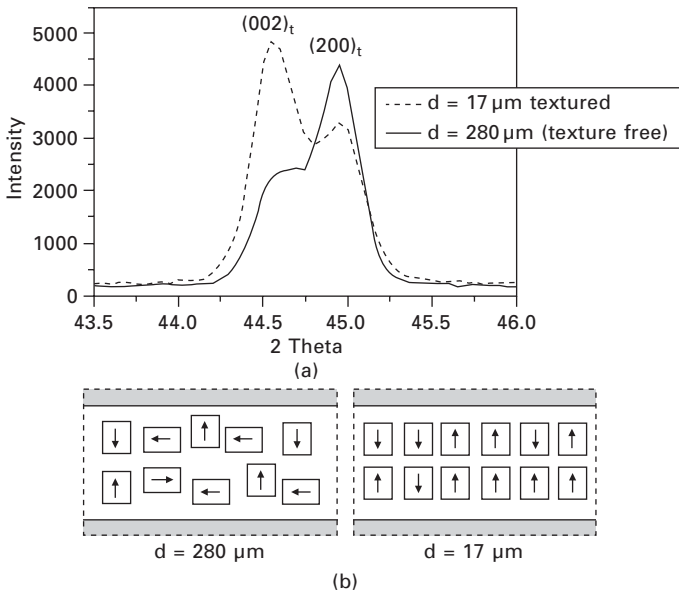 (002)t
(200)t
5000
4000
3000
2000
1000
0
Intensity
d = 17 μm textured
d = 280 μm (texture free)
43.5 44.0 44.5 45.0 45.5 46.0
2 Theta
(a)
d = 280 μm d = 17 μm
(b)